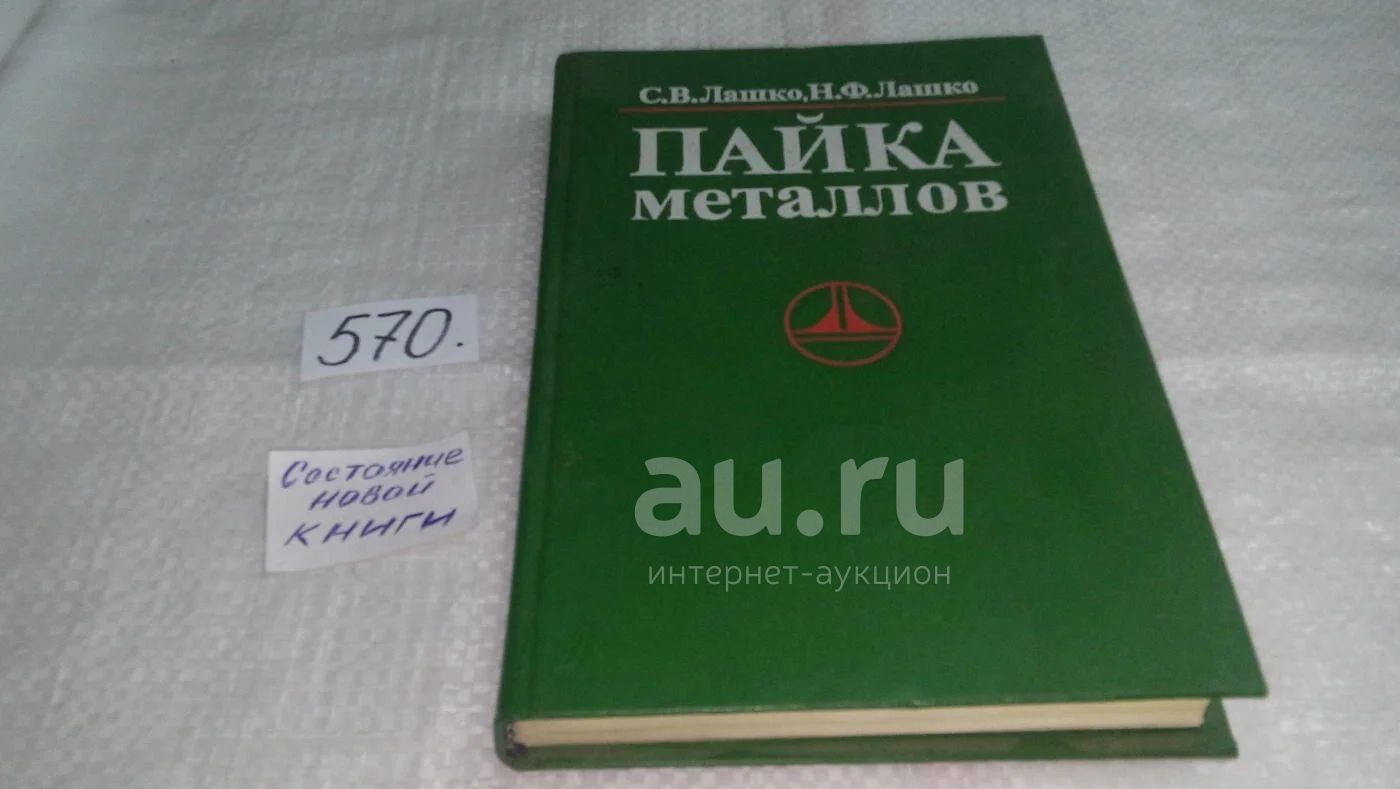 С.В.Лашко, Н.Ф.Лашко
ПАЙКА
металлов
570.
Состояние
новой
книги
au.ru
интернет-аукцион